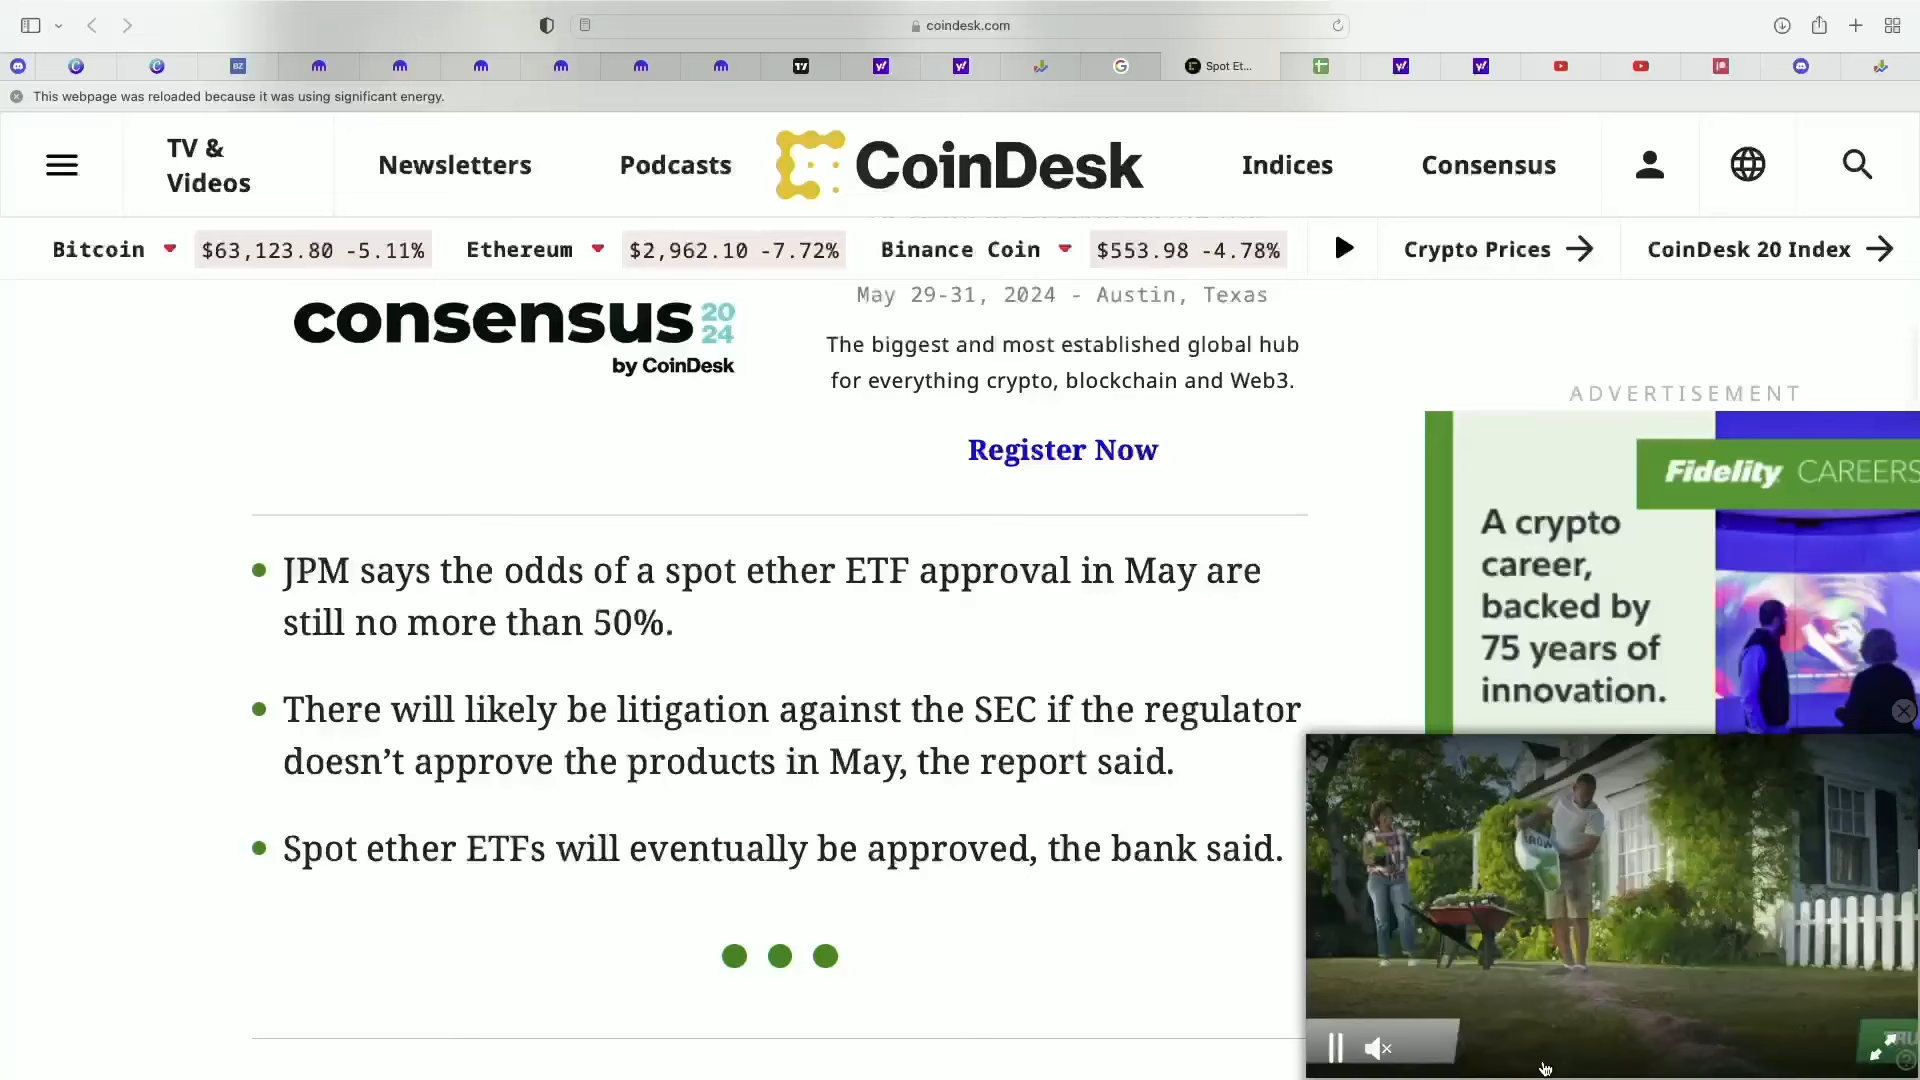 coindesk.com
BZ
Spot Et...
This webpage was reloaded because it was using significant energy.
TV &
Videos
Newsletters
Podcasts
CoinDesk
Indices
Consensus
Bitcoin $63,123.80 -5.11%
Ethereum $2,962.10 -7.72%
Binance Coin $553.98 -4.78%
Crypto Prices
CoinDesk 20 Index
consensus 20
24
by CoinDesk
May 29-31, 2024 - Austin, Texas
The biggest and most established global hub
for everything crypto, blockchain and Web3.
Register Now
JPM says the odds of a spot ether ETF approval in May are
still no more than 50%.
There will likely be litigation against the SEC if the regulator
doesn’t approve the products in May, the report said.
Spot ether ETFs will eventually be approved, the bank said.
ADVERTISEMENT
Fidelity CAREERS
A crypto
career,
backed by
75 years of
innovation.